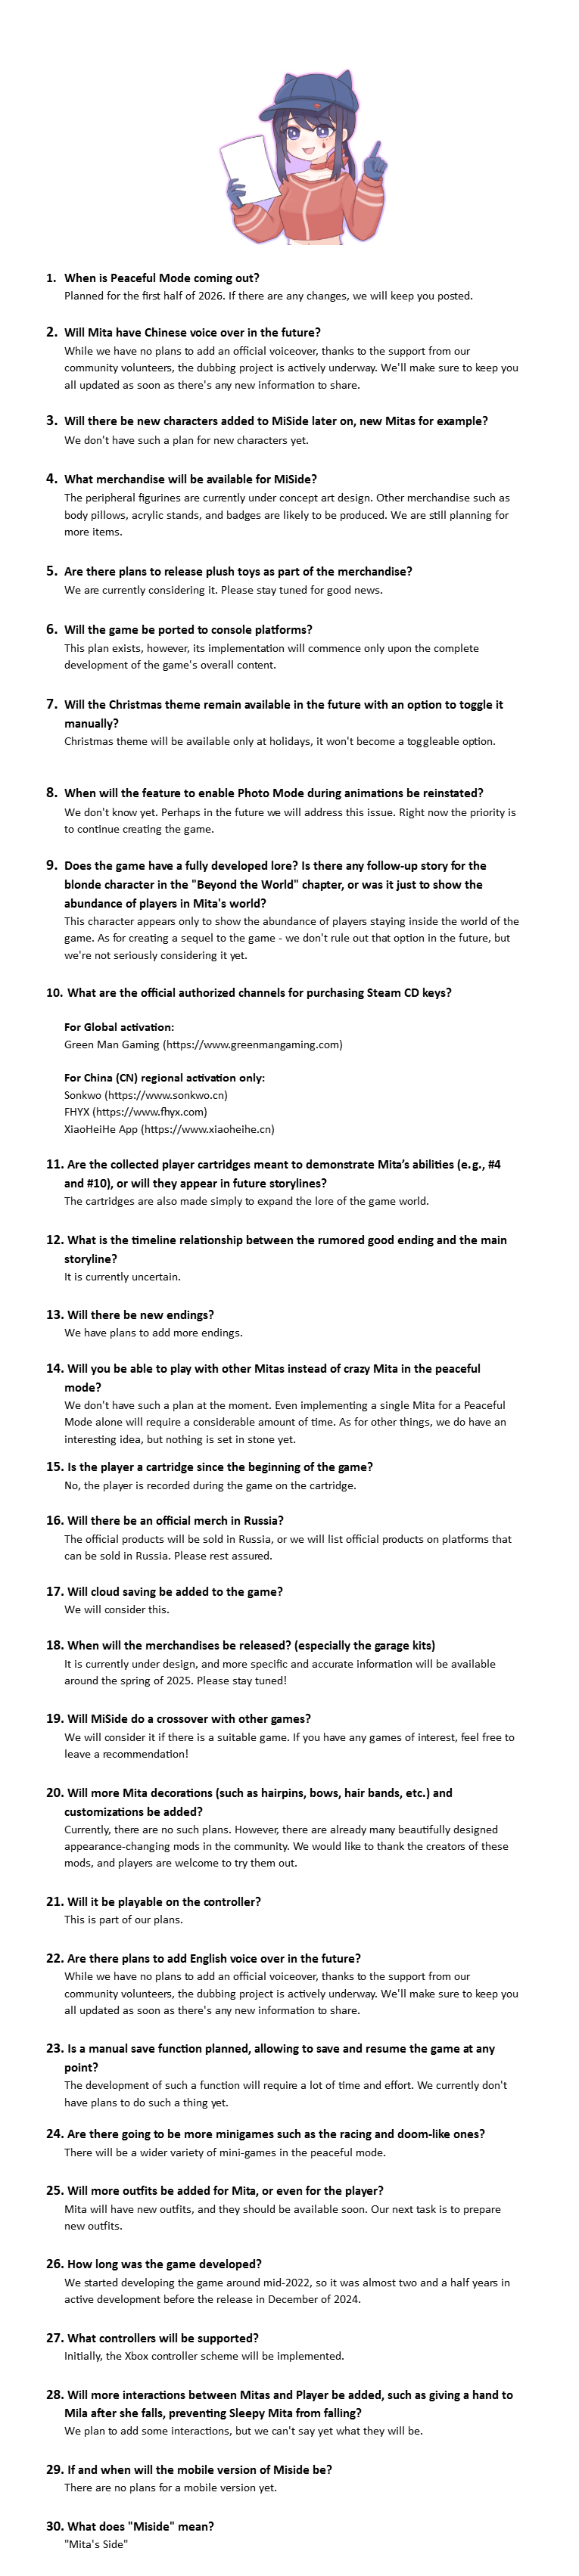 1. When is Peaceful Mode coming out?
Planned for the first half of 2026. If there are any changes, we will keep you posted.
2. Will Mita have Chinese voice over in the future?
While we have no plans to add an official voiceover, thanks to the support from our
community volunteers, the dubbing project is actively underway. We'll make sure to keep you
all updated as soon as there's any new information to share.
3. Will there be new characters added to MiSide later on, new Mitas for example?
We don't have such a plan for new characters yet.
4. What merchandise will be available for MiSide?
The peripheral figurines are currently under concept art design. Other merchandise such as
body pillows, acrylic stands, and badges are likely to be produced. We are still planning for
more items.
5. Are there plans to release plush toys as part of the merchandise?
We are currently considering it. Please stay tuned for good news.
6. Will the game be ported to console platforms?
This plan exists, however, its implementation will commence only upon the complete
development of the game's overall content.
7. Will the Christmas theme remain available in the future with an option to toggle it
manually?
Christmas theme will be available only at holidays, it won't become a toggleable option.
8. When will the feature to enable Photo Mode during animations be reinstated?
We don't know yet. Perhaps in the future we will address this issue. Right now the priority is
to continue creating the game.
9. Does the game have a fully developed lore? Is there any follow-up story for the
blonde character in the "Beyond the World" chapter, or was it just to show the
abundance of players in Mita's world?
This character appears only to show the abundance of players staying inside the world of the
game. As for creating a sequel to the game - we don't rule out that option in the future, but
we're not seriously considering it yet.
10. What are the official authorized channels for purchasing Steam CD keys?
For Global activation:
Green Man Gaming (https://www.greenmangaming.com)
For China (CN) regional activation only:
Sonkwo (https://www.sonkwo.cn)
FHYX (https://www.fhyx.com)
XiaoHeiHe App (https://www.xiaoheihe.cn)
11. Are the collected player cartridges meant to demonstrate Mita’s abilities (e.g., #4
and #10), or will they appear in future storylines?
The cartridges are also made simply to expand the lore of the game world.
12. What is the timeline relationship between the rumored good ending and the main
storyline?
It is currently uncertain.
13. Will there be new endings?
We have plans to add more endings.
14. Will you be able to play with other Mitas instead of crazy Mita in the peaceful
mode?
We don't have such a plan at the moment. Even implementing a single Mita for a Peaceful
Mode alone will require a considerable amount of time. As for other things, we do have an
interesting idea, but nothing is set in stone yet.
15. Is the player a cartridge since the beginning of the game?
No, the player is recorded during the game on the cartridge.
16. Will there be an official merch in Russia?
The official products will be sold in Russia, or we will list official products on platforms that
can be sold in Russia. Please rest assured.
17. Will cloud saving be added to the game?
We will consider this.
18. When will the merchandises be released? (especially the garage kits)
It is currently under design, and more specific and accurate information will be available
around the spring of 2025. Please stay tuned!
19. Will MiSide do a crossover with other games?
We will consider it if there is a suitable game. If you have any games of interest, feel free to
leave a recommendation!
20. Will more Mita decorations (such as hairpins, bows, hair bands, etc.) and
customizations be added?
Currently, there are no such plans. However, there are already many beautifully designed
appearance-changing mods in the community. We would like to thank the creators of these
mods, and players are welcome to try them out.
21. Will it be playable on the controller?
This is part of our plans.
22. Are there plans to add English voice over in the future?
While we have no plans to add an official voiceover, thanks to the support from our
community volunteers, the dubbing project is actively underway. We'll make sure to keep you
all updated as soon as there's any new information to share.
23. Is a manual save function planned, allowing to save and resume the game at any
point?
The development of such a function will require a lot of time and effort. We currently don't
have plans to do such a thing yet.
24. Are there going to be more minigames such as the racing and doom-like ones?
There will be a wider variety of mini-games in the peaceful mode.
25. Will more outfits be added for Mita, or even for the player?
Mita will have new outfits, and they should be available soon. Our next task is to prepare
new outfits.
26. How long was the game developed?
We started developing the game around mid-2022, so it was almost two and a half years in
active development before the release in December of 2024.
27. What controllers will be supported?
Initially, the Xbox controller scheme will be implemented.
28. Will more interactions between Mitas and Player be added, such as giving a hand to
Mila after she falls, preventing Sleepy Mita from falling?
We plan to add some interactions, but we can't say yet what they will be.
29. If and when will the mobile version of Miside be?
There are no plans for a mobile version yet.
30. What does "Miside" mean?
"Mita's Side"